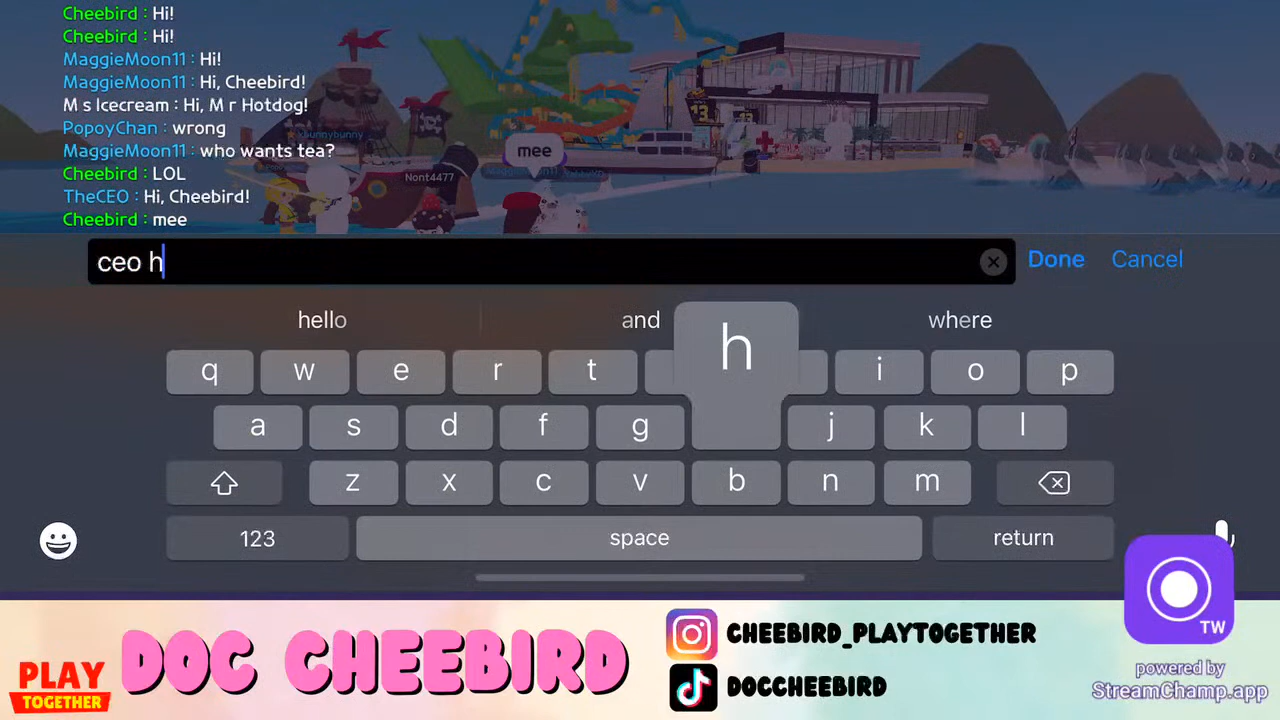 Cheebird : Hi!
Cheebird : Hi!
MaggieMoon11 : Hi!
MaggieMoon11 : Hi, Cheebird!
M s Icecream : Hi, M r Hotdog!
PopoyChan : wrong
MaggieMoon11 : who wants tea?
Cheebird : LOL
TheCEO : Hi, Cheebird!
Cheebird : mee
mee
Nont4477
13
ceo h
Done
Cancel
hello
and
where
h
q w e r t i o p
a s d f g j k l
z x c v b n m
123
space
return
PLAY
TOGETHER
DOC CHEEBIRD
CHEEBIRD_PLAYTOGETHER
DOCCHEEBIRD
TW
powered by
StreamChamp.app